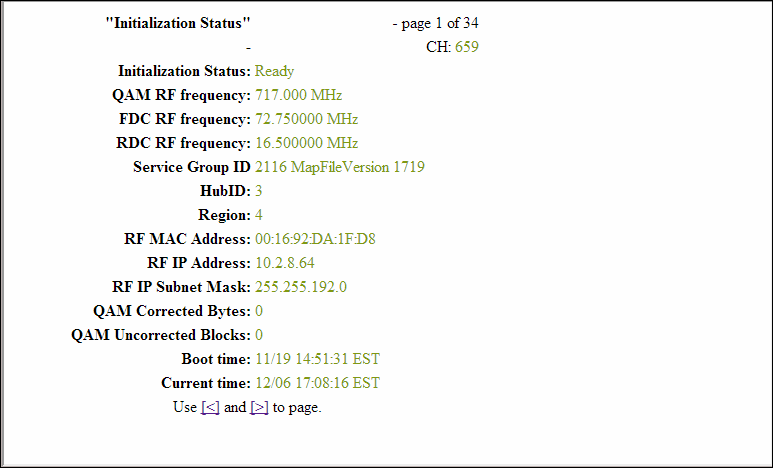 "Initialization Status" - page 1 of 34
- CH: 659
Initialization Status: Ready
QAM RF frequency: 717.000 MHz
FDC RF frequency: 72.750000 MHz
RDC RF frequency: 16.500000 MHz
Service Group ID 2116 MapFileVersion 1719
HubID: 3
Region: 4
RF MAC Address: 00:16:92:DA:1F:D8
RF IP Address: 10.2.8.64
RF IP Subnet Mask: 255.255.192.0
QAM Corrected Bytes: 0
QAM Uncorrected Blocks: 0
Boot time: 11/19 14:51:31 EST
Current time: 12/06 17:08:16 EST
Use [<] and [>] to page.